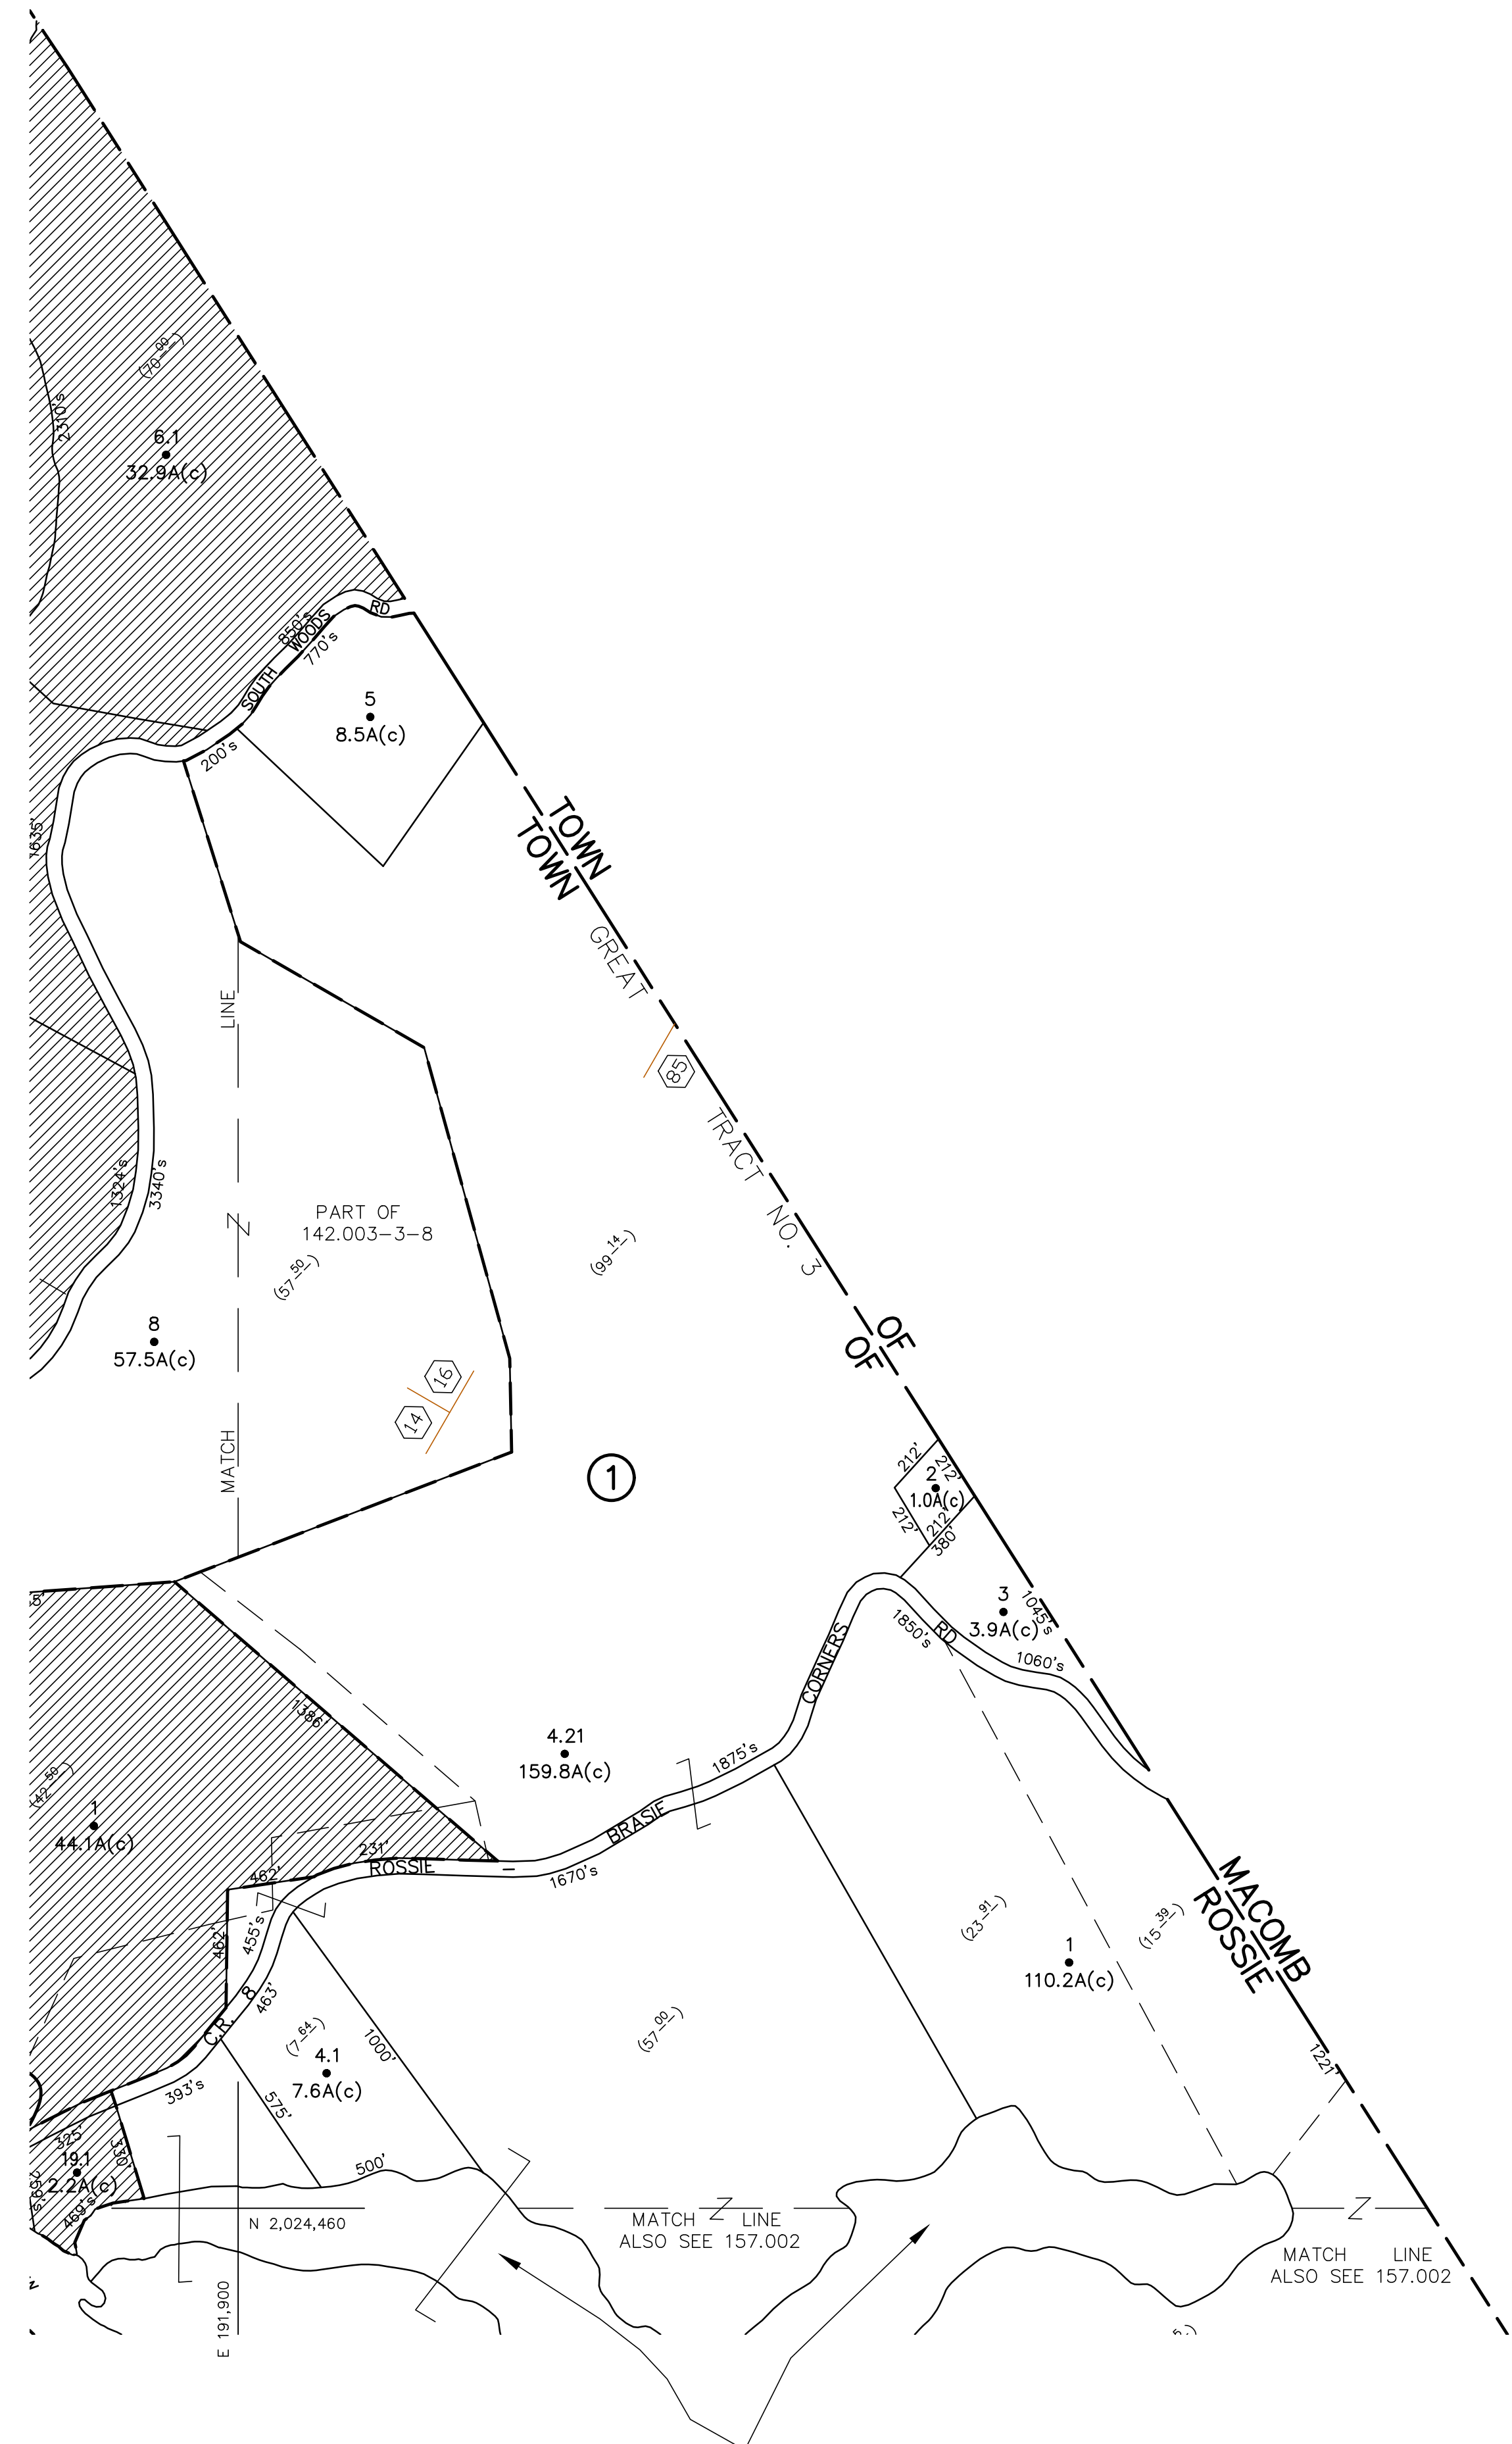 (70.00)
2310's
6.1
32.9A(c)
850's
SOUTH WOODS RD
770's
5
8.5A(c)
200's
1635'
TOWN
TOWN
GREAT
LINE
85
TRACT
1324's
3340's
PART OF
142.003-3-8
NO. 3
(99.14)
(57.50)
OF
OF
8
57.5A(c)
16
14
MATCH
1
212'
212'
2
1.0A(c)
212'
212'
380'
5'
3
3.9A(c)
1045's
1850's
RD
1060's
CORNERS
1386'
4.21
159.8A(c)
1875's
(42.50)
1
44.1A(c)
BRASIE
231'
ROSSIE -
462'
1670's
MACOMB
ROSSIE
(23.91)
(15.39)
462'
455's
1
110.2A(c)
C.R. 8
463'
(7.64)
(57.00)
1000'
4.1
7.6A(c)
1221'
393's
575'
325'
330'
19.1
2.2A(c)
259's
469's
500'
N 2,024,460
MATCH LINE
ALSO SEE 157.002
MATCH LINE
ALSO SEE 157.002
E 191,900